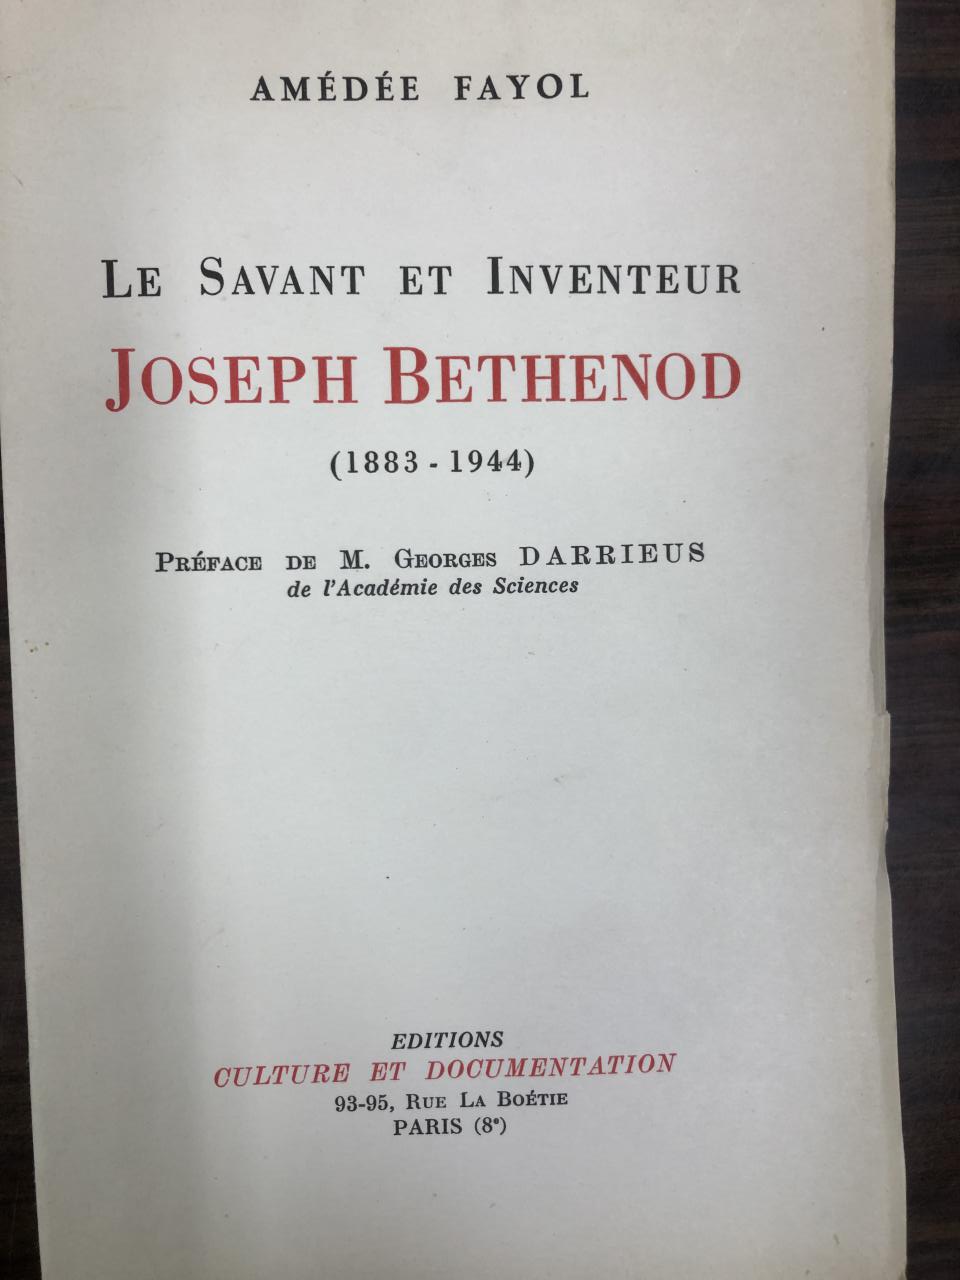 AMÉDÉE FAYOL
LE SAVANT ET INVENTEUR
JOSEPH BETHENOD
(1883 - 1944)
PRÉFACE DE M. GEORGES DARRIEUS
de l'Académie des Sciences
EDITIONS
CULTURE ET DOCUMENTATION
93-95, RUE LA BOÉTIE
PARIS (8e)